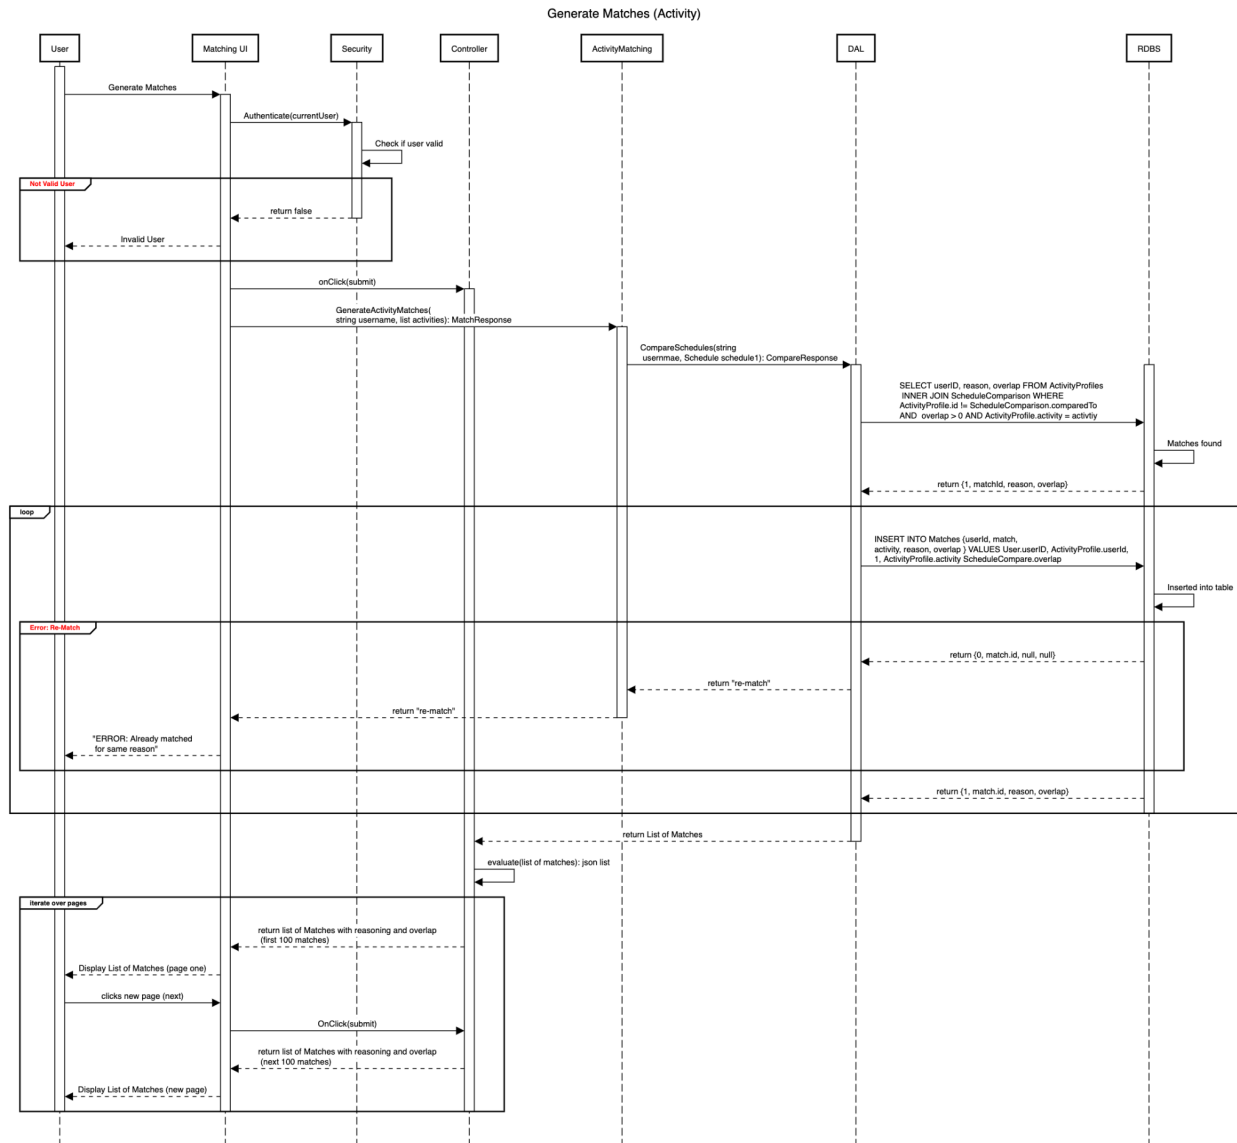 Generate Matches (Activity)
User
Matching UI
Security
Controller
ActivityMatching
DAL
RDBS
Generate Matches
Authenticate(currentUser)
Check if user valid
Not Valid User
return false
Invalid User
onClick(submit)
GenerateActivityMatches(
string username, list activities): MatchResponse
CompareSchedules(string
usernmae, Schedule schedule1): CompareResponse
SELECT userID, reason, overlap FROM ActivityProfiles
INNER JOIN ScheduleComparison WHERE
ActivityProfile.id != ScheduleComparison.comparedTo
AND overlap > 0 AND ActivityProfile.activity = activtiy
Matches found
return {1, matchId, reason, overlap}
loop
INSERT INTO Matches {userId, match,
activity, reason, overlap } VALUES User.userID, ActivityProfile.userId,
1, ActivityProfile.activity ScheduleCompare.overlap
Inserted into table
Error: Re-Match
return {0, match.id, null, null}
return "re-match"
return "re-match"
"ERROR: Already matched
for same reason"
return {1, match.id, reason, overlap}
return List of Matches
evaluate(list of matches): json list
iterate over pages
return list of Matches with reasoning and overlap
(first 100 matches)
Display List of Matches (page one)
clicks new page (next)
OnClick(submit)
return list of Matches with reasoning and overlap
(next 100 matches)
Display List of Matches (new page)